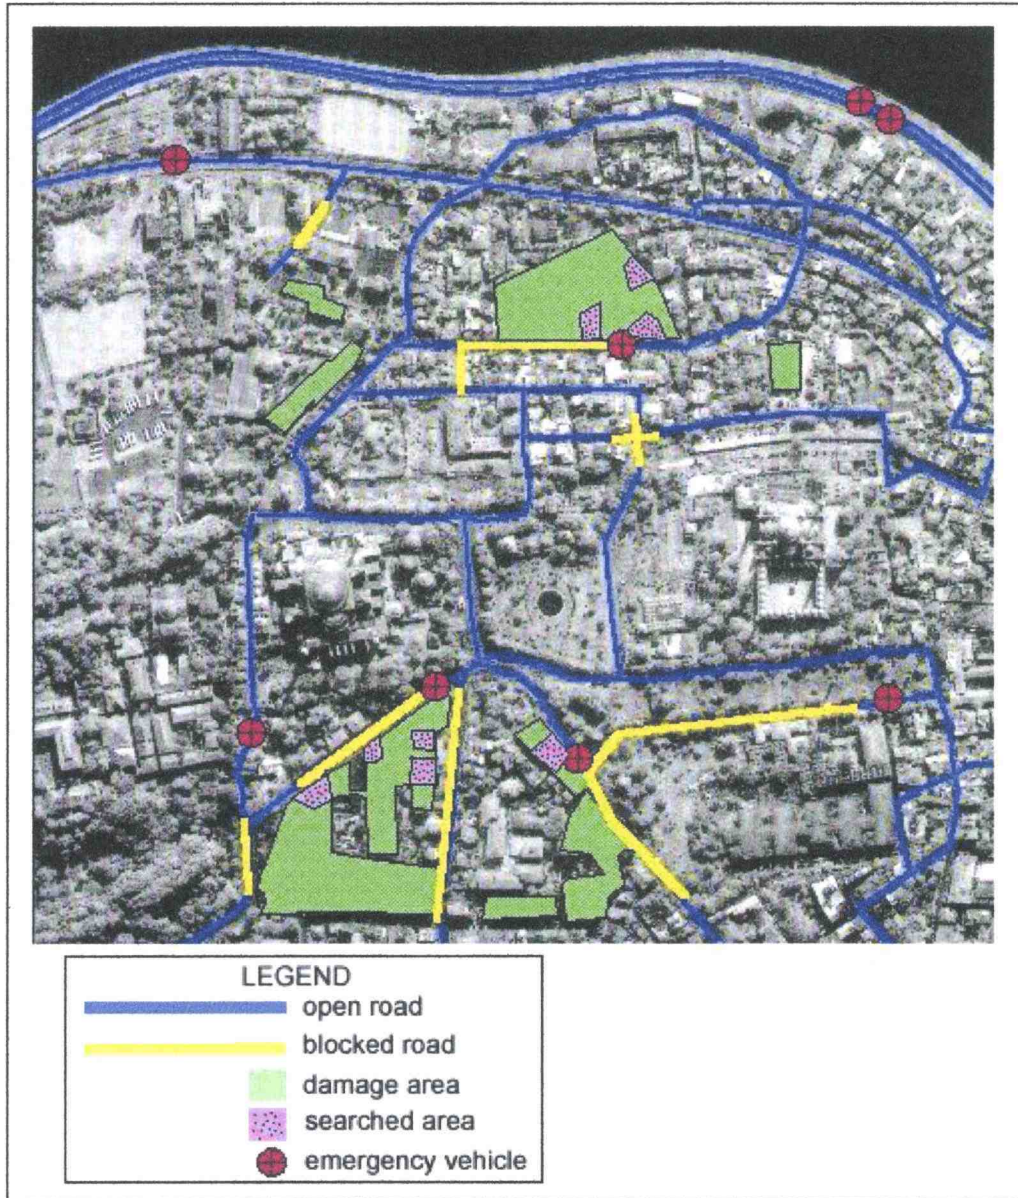 LEGEND
open road
blocked road
damage area
searched area
emergency vehicle